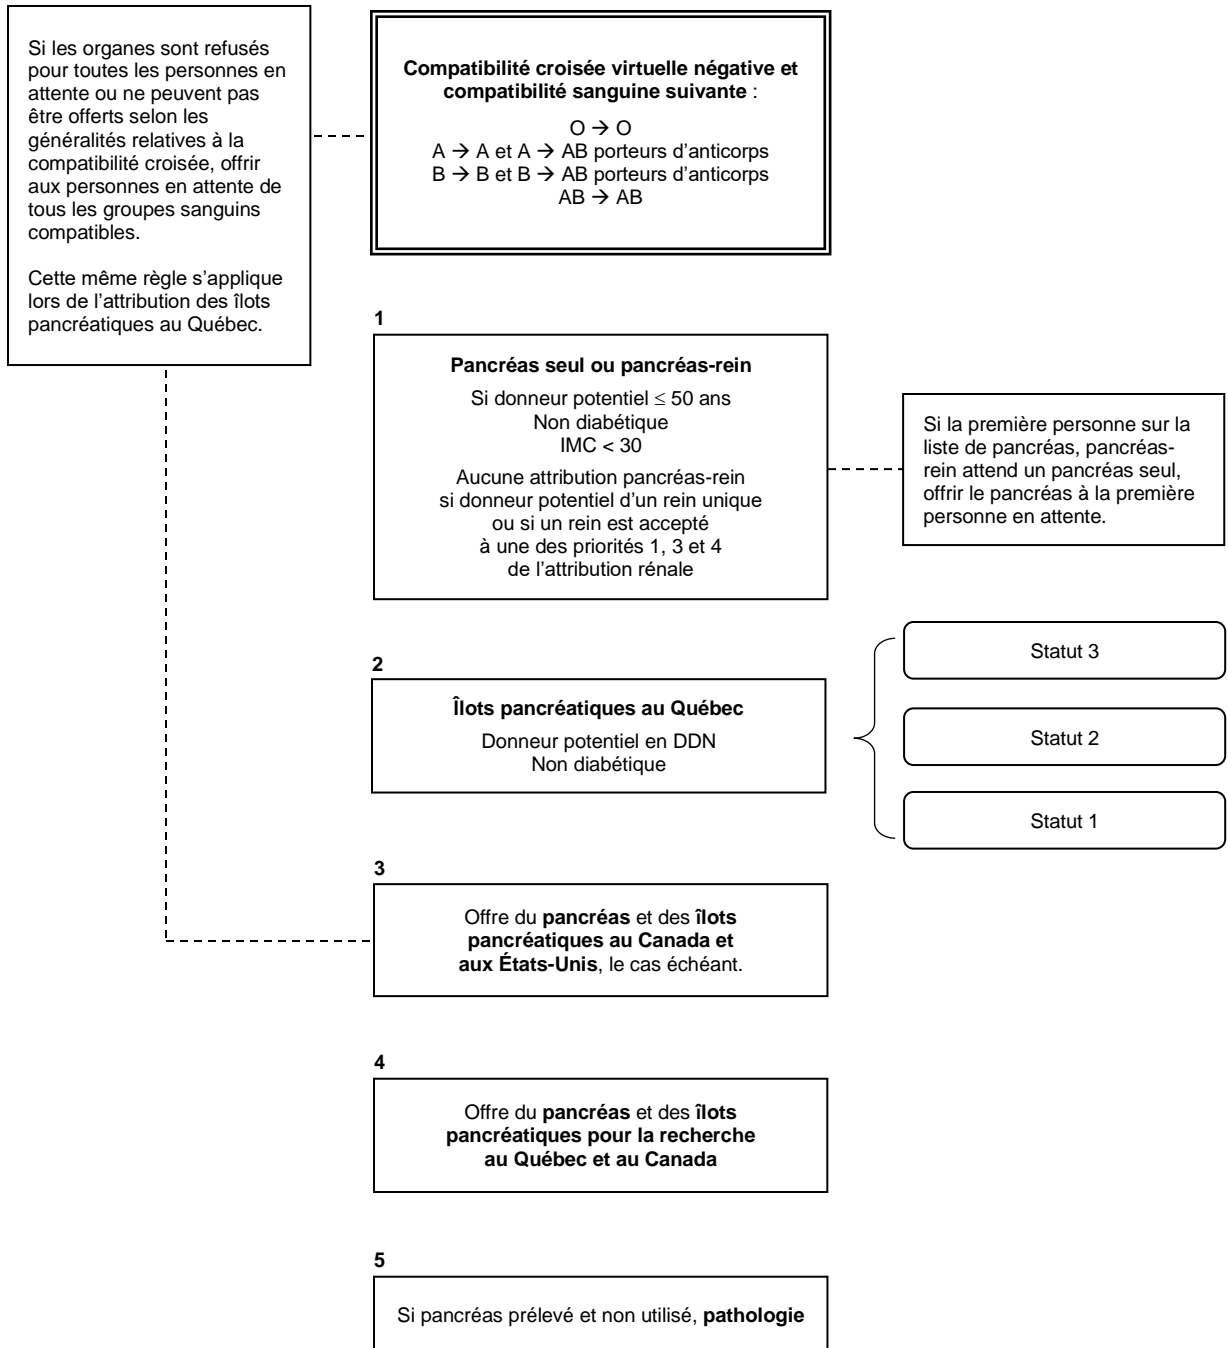 Si les organes sont refusés
pour toutes les personnes en
attente ou ne peuvent pas
être offerts selon les
généralités relatives à la
compatibilité croisée, offrir
aux personnes en attente de
tous les groupes sanguins
compatibles.
Cette même règle s’applique
lors de l’attribution des îlots
pancréatiques au Québec.
Compatibilité croisée virtuelle négative et
compatibilité sanguine suivante :
O → O
A → A et A → AB porteurs d’anticorps
B → B et B → AB porteurs d’anticorps
AB → AB
1
Pancréas seul ou pancréas-rein
Si donneur potentiel ≤ 50 ans
Non diabétique
IMC < 30
Aucune attribution pancréas-rein
si donneur potentiel d’un rein unique
ou si un rein est accepté
à une des priorités 1, 3 et 4
de l’attribution rénale
Si la première personne sur la
liste de pancréas, pancréas-
rein attend un pancréas seul,
offrir le pancréas à la première
personne en attente.
2
Îlots pancréatiques au Québec
Donneur potentiel en DDN
Non diabétique
Statut 3
Statut 2
Statut 1
3
Offre du pancréas et des îlots
pancréatiques au Canada et
aux États-Unis, le cas échéant.
4
Offre du pancréas et des îlots
pancréatiques pour la recherche
au Québec et au Canada
5
Si pancréas prélevé et non utilisé, pathologie